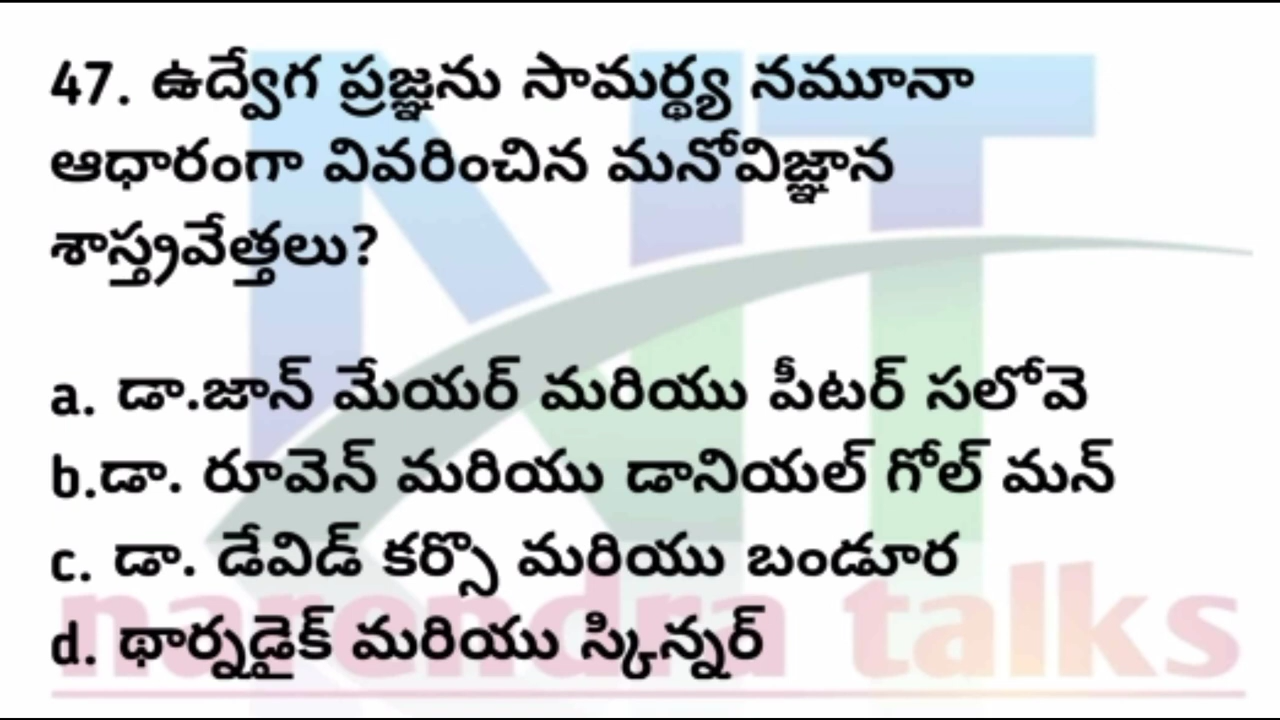 47. ఉద్వేగ ప్రజ్ఞను సామర్థ్య నమూనా
ఆధారంగా వివరించిన మనోవిజ్ఞాన
శాస్త్రవేత్తలు?
a. డా.జాన్ మేయర్ మరియు పీటర్ సలోవె
b.డా. రూవెన్ మరియు డానియల్ గోల్ మన్
c. డా. డేవిడ్ కర్సొ మరియు బండూర
d. థార్నడైక్ మరియు స్కిన్నర్
narendra talks